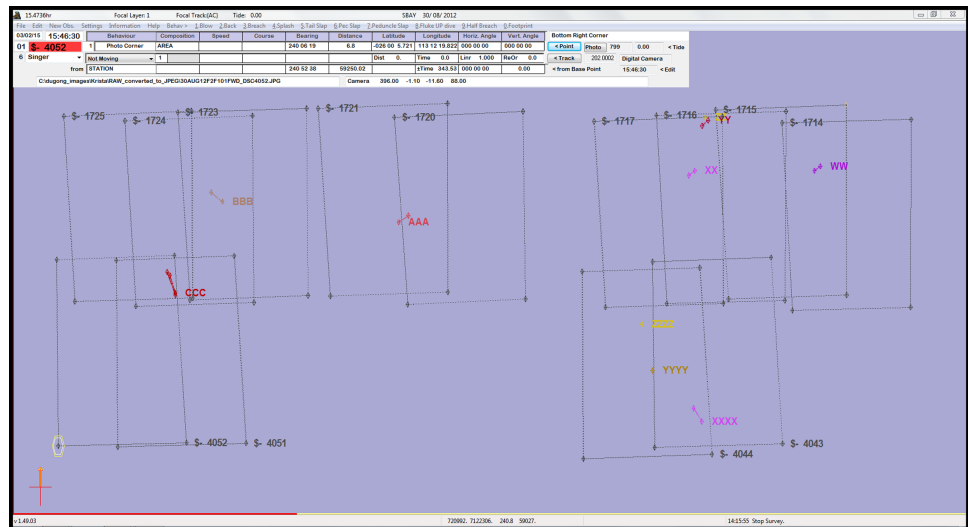 15.4736hr Focal Layer: 1 Focal Track(AC) Tide: 0.00 SBAY 30/ 08/ 2012
File Edit New Obs. Settings Information Help Behav > 1.Blow 2.Back 3.Breach 4.Splash 5.Tail Slap 6.Pec Slap 7.Peduncle Slap 8.Fluke UP dive 9.Half Breach 0.Footprint
03/02/15 15:46:30 Behaviour Composition Speed Course Bearing Distance Latitude Longitude Horiz. Angle Vert. Angle Bottom Right Corner
01 $- 4052 1 Photo Corner AREA 240 06 19 6.8 -026 00 5.721 113 12 19.822 000 00 00 000 00 00 < Point Photo 799 0.00 < Tide
6 Singer Not Moving 1 Dist 0. Time 0.0 Linr 1.000 ReOr 0.0 < Track 202.0002 Digital Camera
from STATION 240 52 38 59250.02 ±Time 343.53 000 00 00 0.00 < from Base Point 15:46:30 < Edit
C:\dugong_images\Krista\RAW_converted_to_JPEG\30AUG12F2F101FWD_DSC4052.JPG Camera 396.00 -1.10 -11.60 88.00
$- 1725
$- 1724
$- 1723
$- 1721
$- 1720
$- 1717
$- 1716
$- 1715
$- 1714
YY
XX
WW
BBB
AAA
CCC
ZZZZ
YYYY
XXXX
$- 4052
$- 4051
$- 4043
$- 4044
v 1.49.03 720992. 7122306. 240.8 59027. 14:15:55 Stop Survey.